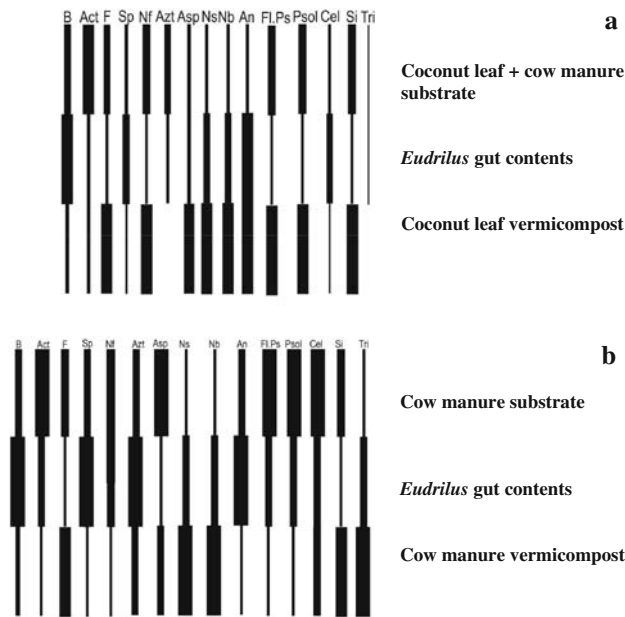 B Act F Sp Nf Azt Asp Ns Nb An Fl.Ps Psol Cel Si Tri
a
Coconut leaf + cow manure
substrate
Eudrilus gut contents
Coconut leaf vermicompost
B Act F Sp Nf Azt Asp Ns Nb An Fl.Ps Psol Cel Si Tri
b
Cow manure substrate
Eudrilus gut contents
Cow manure vermicompost